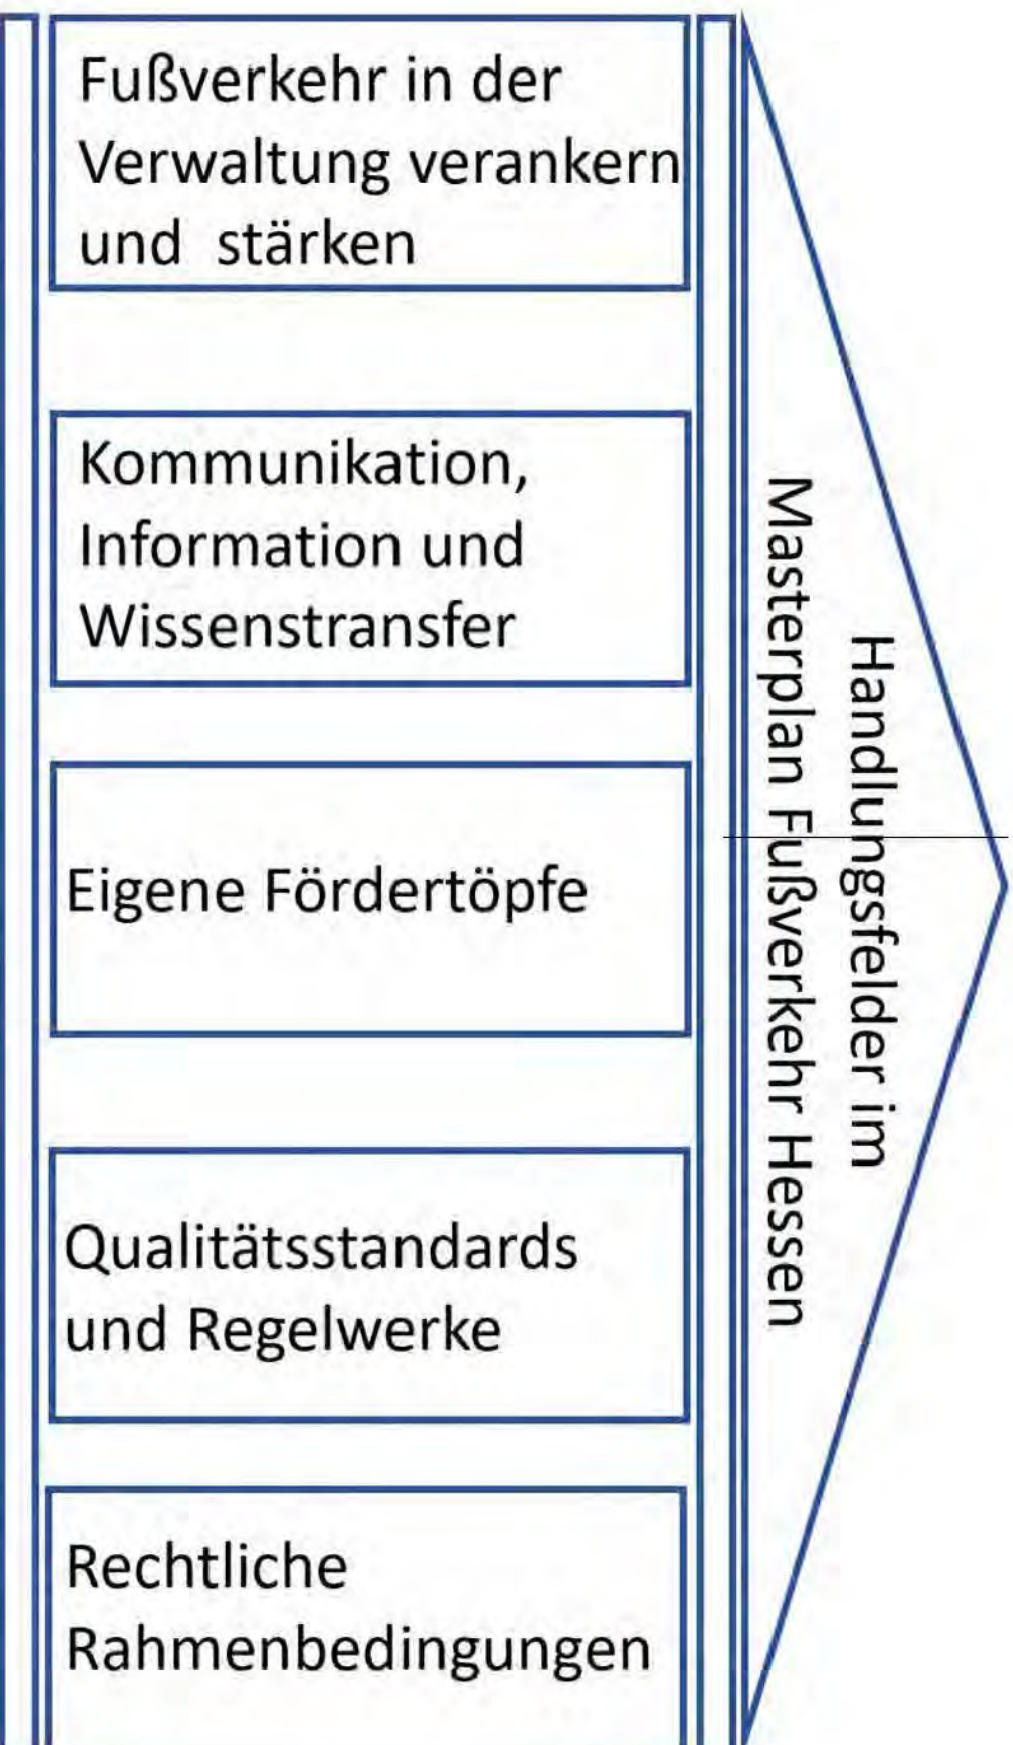 Fußverkehr in der
Verwaltung verankern
und stärken
Kommunikation,
Information und
Wissenstransfer
Eigene Fördertöpfe
Qualitätsstandards
und Regelwerke
Rechtliche
Rahmenbedingungen
Handlungsfelder im
Masterplan Fußverkehr Hessen